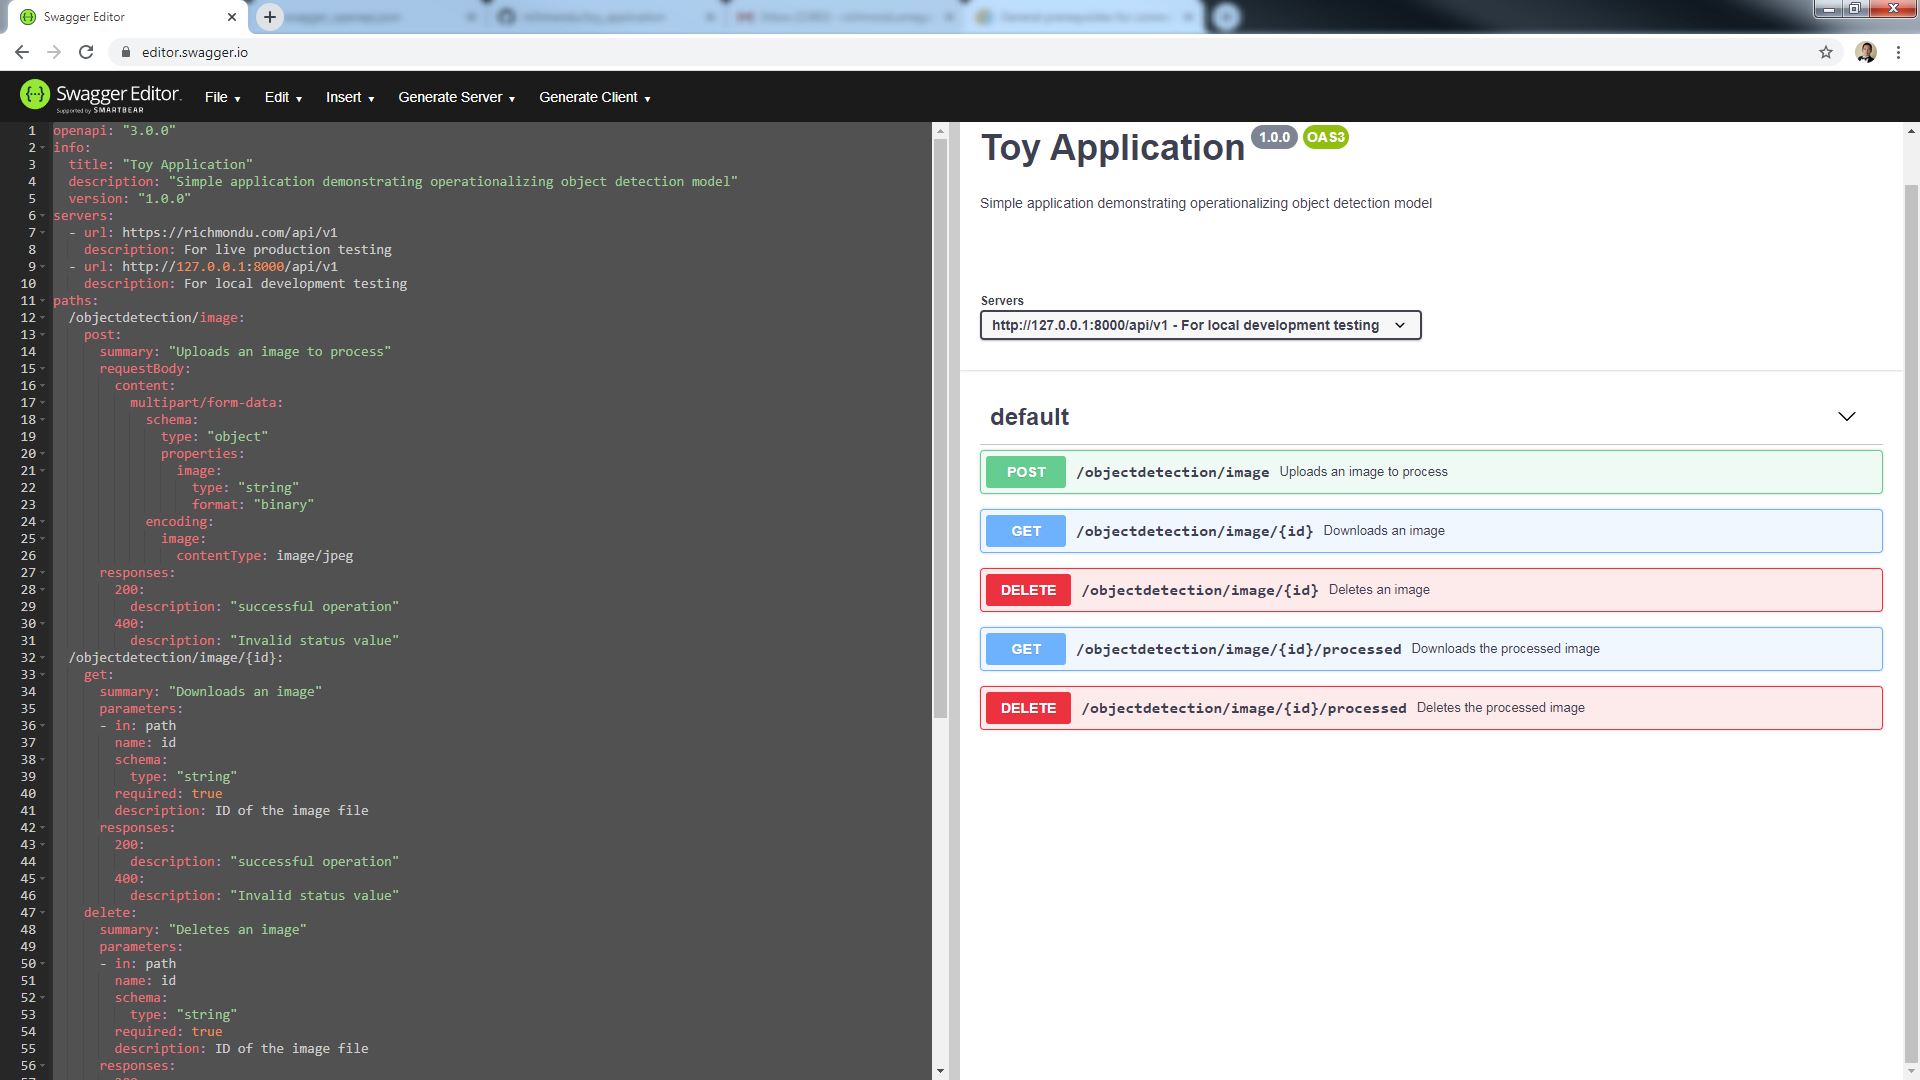 Swagger Editor
editor.swagger.io
Swagger Editor.
Supported by SMARTBEAR
File
Edit
Insert
Generate Server
Generate Client
1 openapi: "3.0.0"
2 info:
3 title: "Toy Application"
4 description: "Simple application demonstrating operationalizing object detection model"
5 version: "1.0.0"
6 servers:
7 - url: https://richmondu.com/api/v1
8 description: For live production testing
9 - url: http://127.0.0.1:8000/api/v1
10 description: For local development testing
11 paths:
12 /objectdetection/image:
13 post:
14 summary: "Uploads an image to process"
15 requestBody:
16 content:
17 multipart/form-data:
18 schema:
19 type: "object"
20 properties:
21 image:
22 type: "string"
23 format: "binary"
24 encoding:
25 image:
26 contentType: image/jpeg
27 responses:
28 200:
29 description: "successful operation"
30 400:
31 description: "Invalid status value"
32 /objectdetection/image/{id}:
33 get:
34 summary: "Downloads an image"
35 parameters:
36 - in: path
37 name: id
38 schema:
39 type: "string"
40 required: true
41 description: ID of the image file
42 responses:
43 200:
44 description: "successful operation"
45 400:
46 description: "Invalid status value"
47 delete:
48 summary: "Deletes an image"
49 parameters:
50 - in: path
51 name: id
52 schema:
53 type: "string"
54 required: true
55 description: ID of the image file
56 responses:
Toy Application 1.0.0 OAS3
Simple application demonstrating operationalizing object detection model
Servers
http://127.0.0.1:8000/api/v1 - For local development testing
default
POST /objectdetection/image Uploads an image to process
GET /objectdetection/image/{id} Downloads an image
DELETE /objectdetection/image/{id} Deletes an image
GET /objectdetection/image/{id}/processed Downloads the processed image
DELETE /objectdetection/image/{id}/processed Deletes the processed image